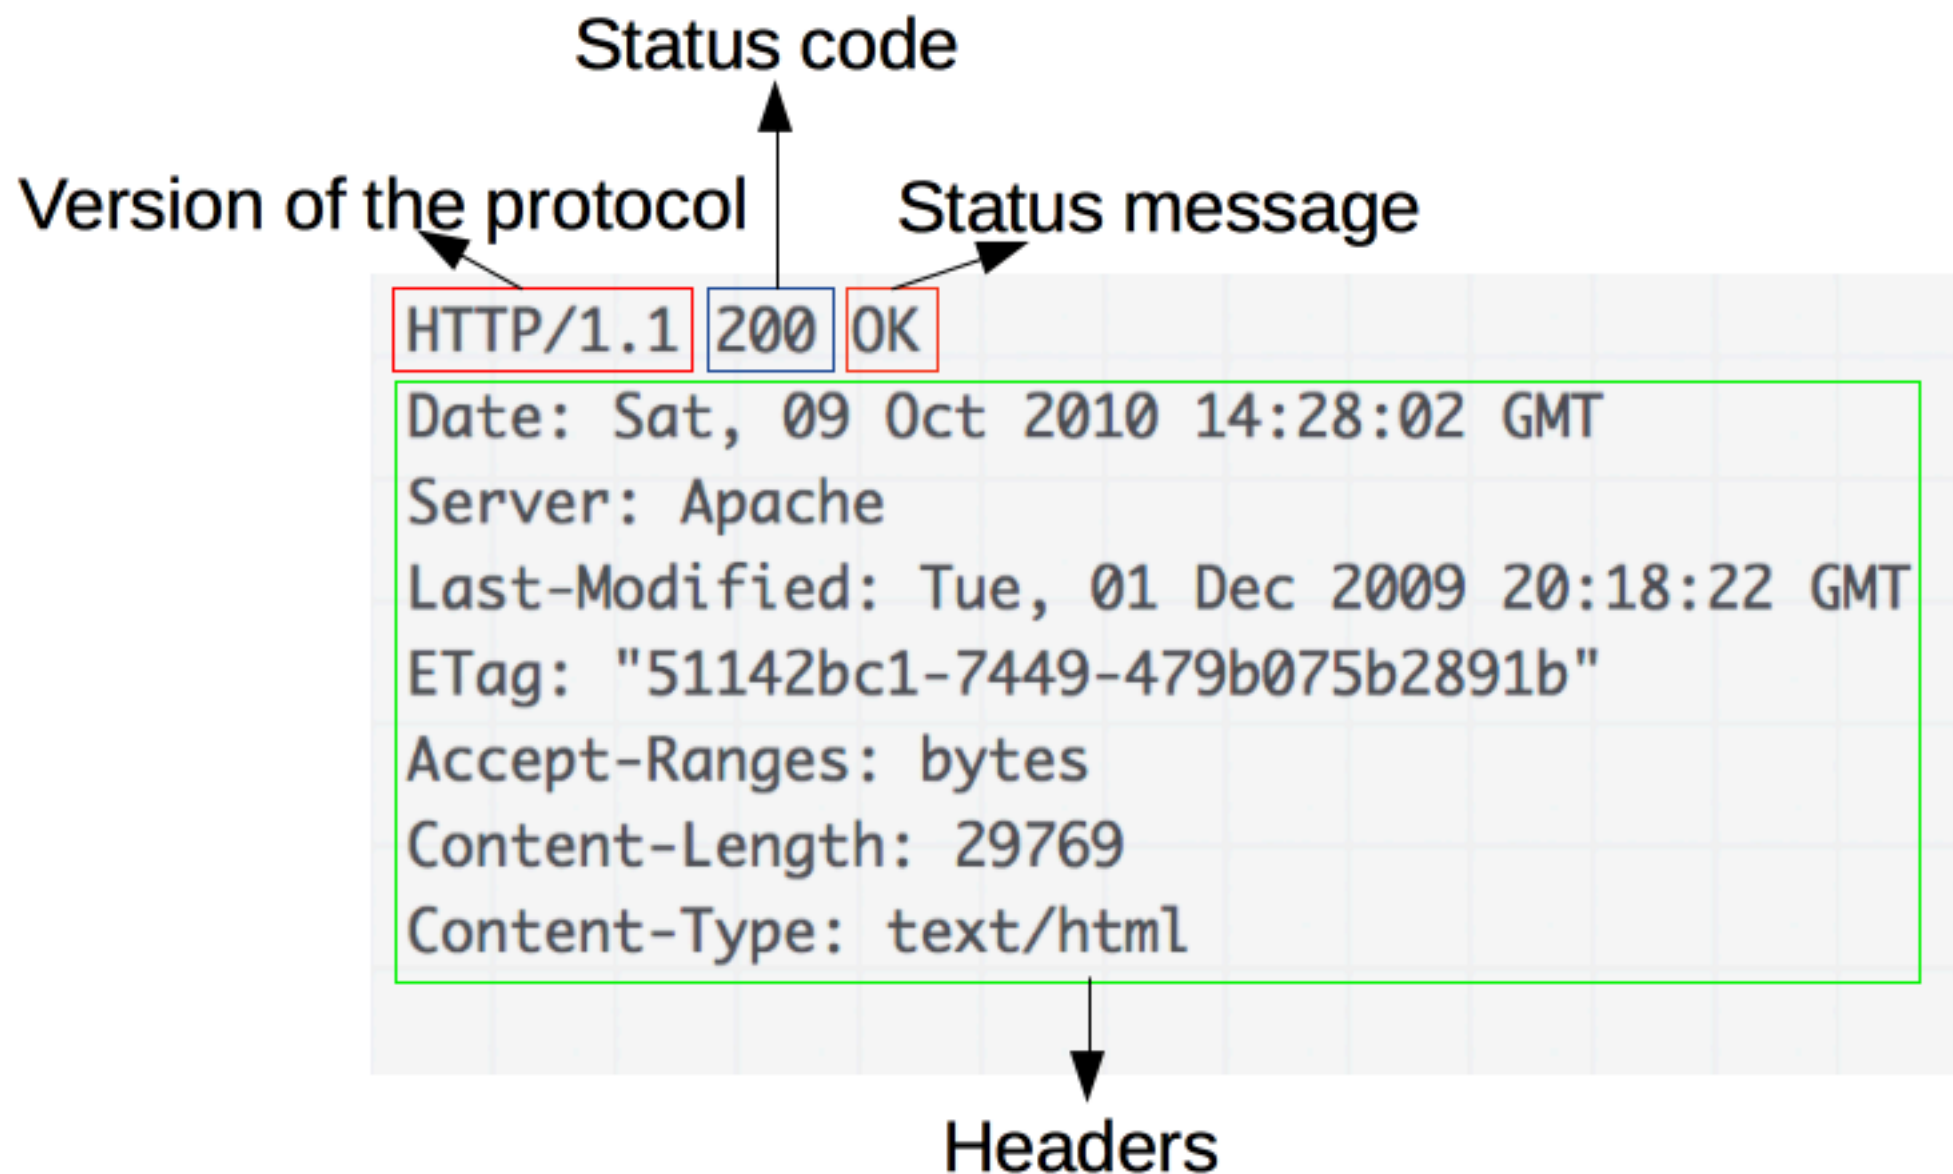 Status code
Version of the protocol
Status message
HTTP/1.1 200 OK
Date: Sat, 09 Oct 2010 14:28:02 GMT
Server: Apache
Last-Modified: Tue, 01 Dec 2009 20:18:22 GMT
ETag: "51142bc1-7449-479b075b2891b"
Accept-Ranges: bytes
Content-Length: 29769
Content-Type: text/html
Headers